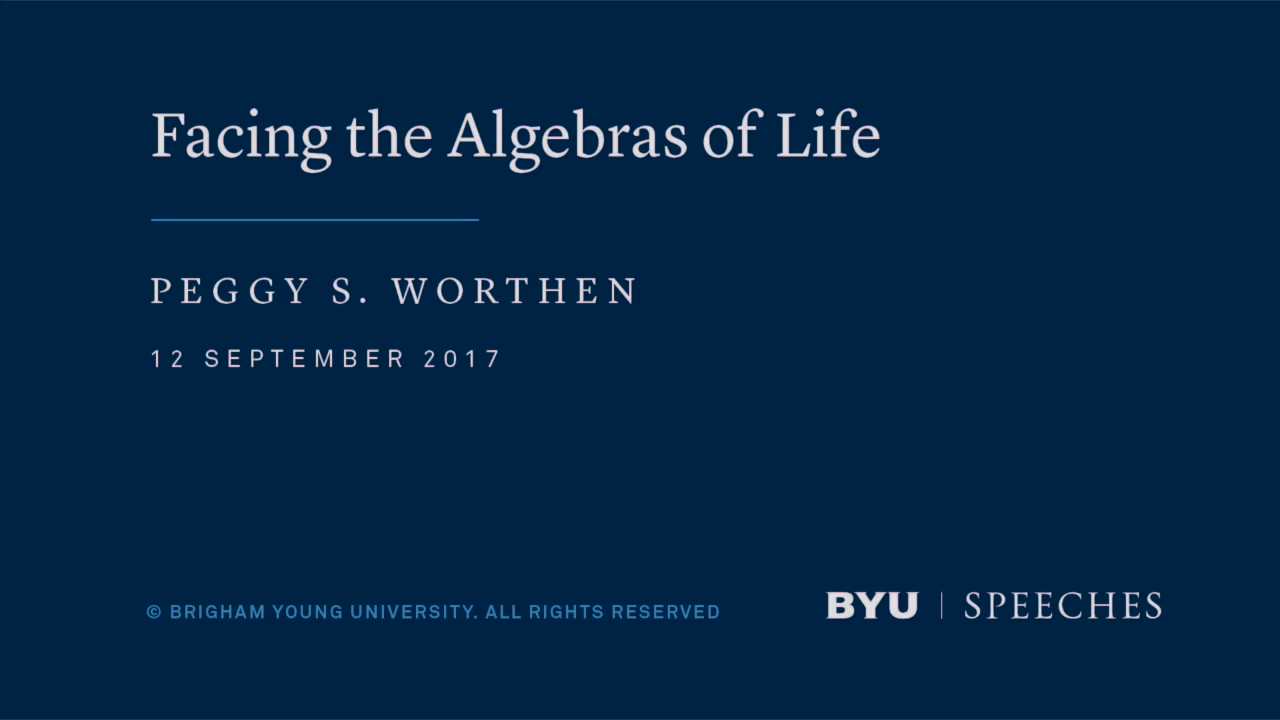 Facing the Algebras of Life
PEGGY S. WORTHEN
12 SEPTEMBER 2017
© BRIGHAM YOUNG UNIVERSITY. ALL RIGHTS RESERVED
BYU | SPEECHES